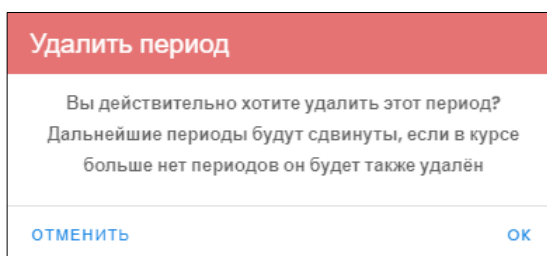 Удалить период
Вы действительно хотите удалить этот период?
Дальнейшие периоды будут сдвинуты, если в курсе
больше нет периодов он будет также удалён
ОТМЕНИТЬ
ОК